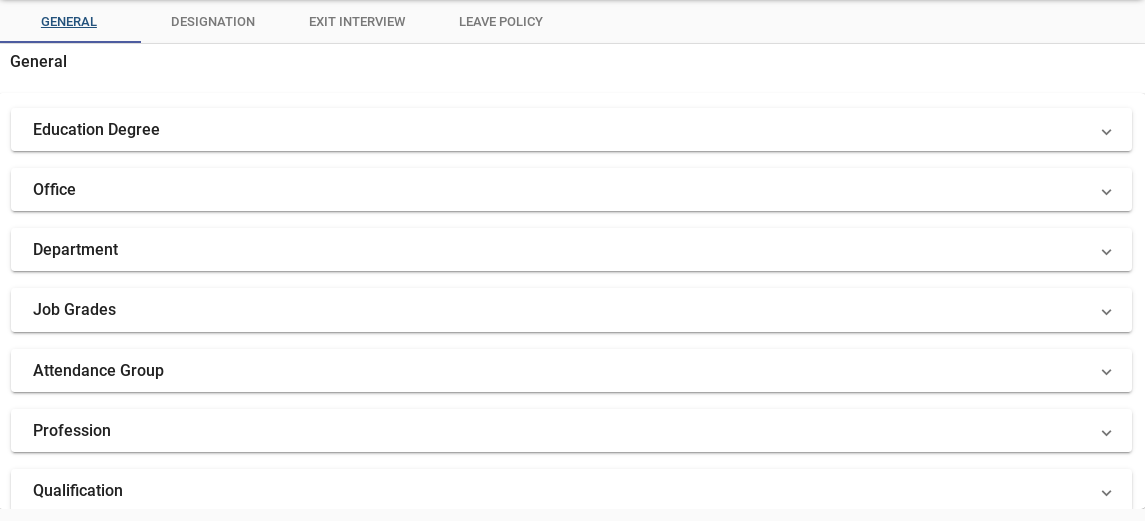 GENERAL DESIGNATION EXIT INTERVIEW LEAVE POLICY
General
Education Degree
Office
Department
Job Grades
Attendance Group
Profession
Qualification